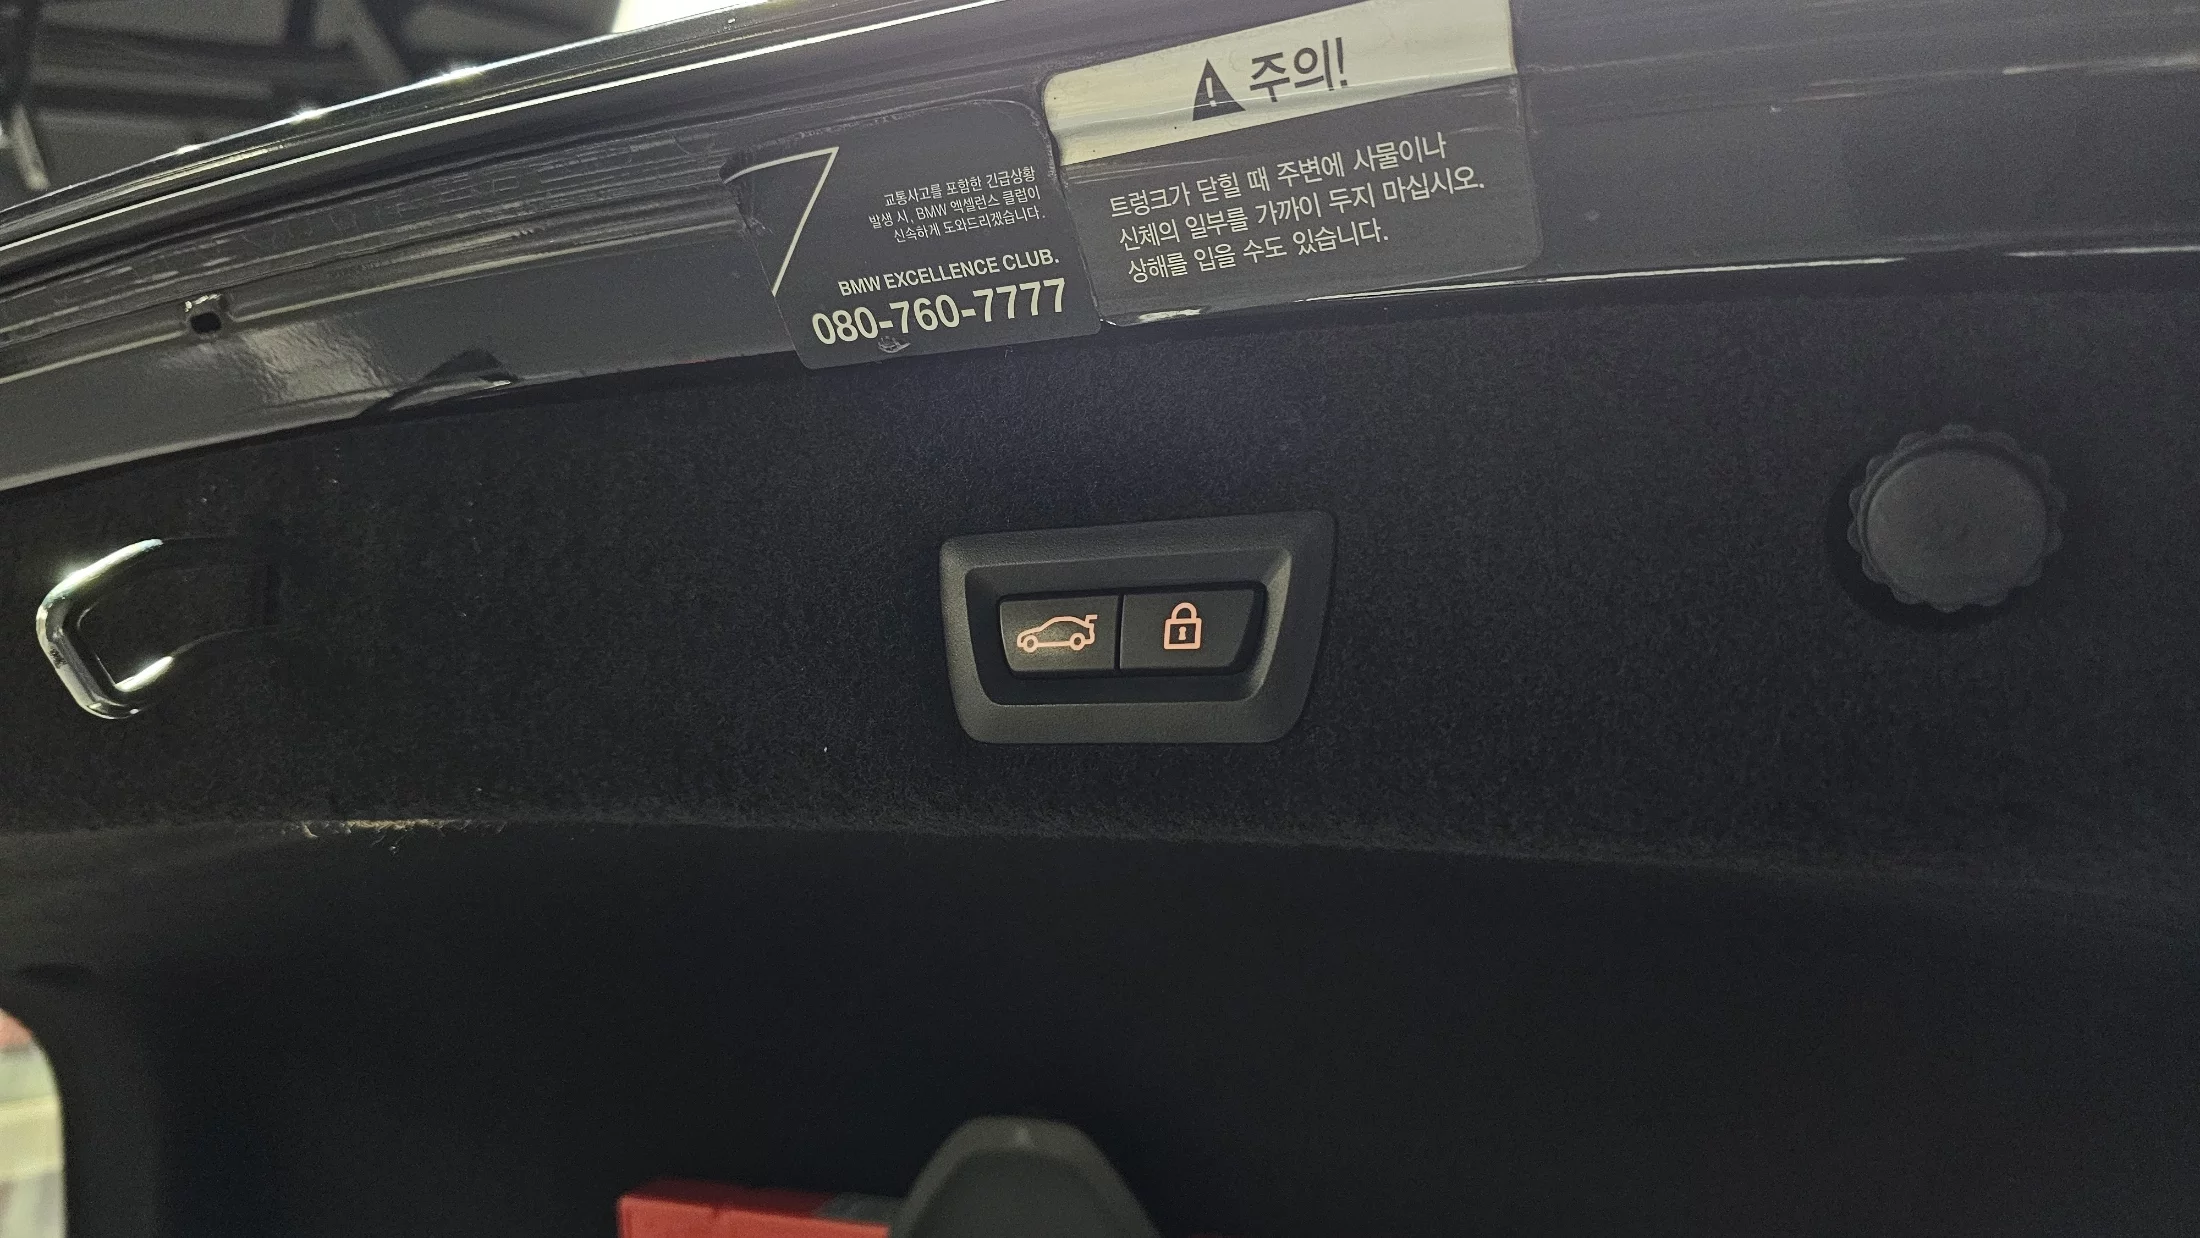 교통사고를 포함한 긴급상황
발생 시, BMW 엑셀런스 클럽이
신속하게 도와드리겠습니다.
BMW EXCELLENCE CLUB.
080-760-7777
주의!
트렁크가 닫힐 때 주변에 사물이나
신체의 일부를 가까이 두지 마십시오.
상해를 입을 수도 있습니다.